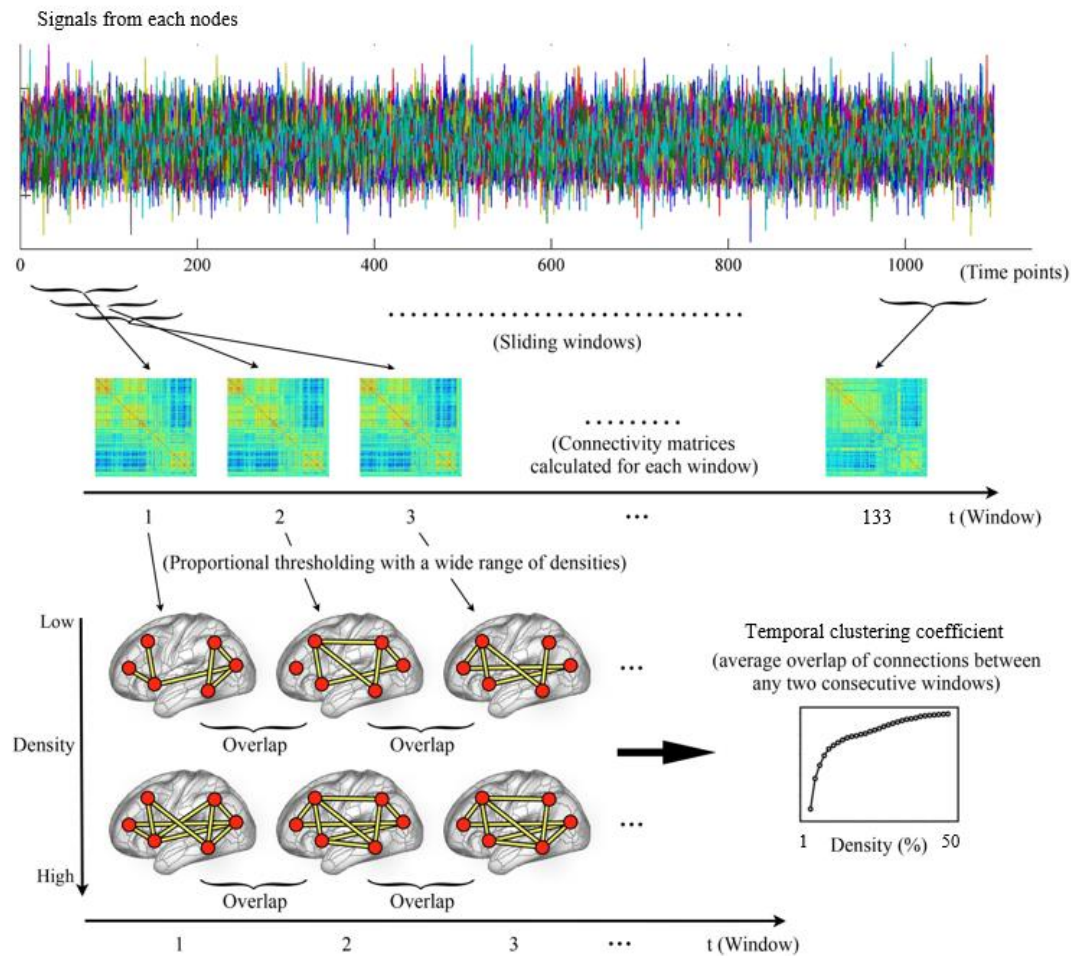 Signals from each nodes
0
200
400
600
800
1000
(Time points)
(Sliding windows)
(Connectivity matrices
calculated for each window)
1
2
3
...
133
t (Window)
(Proportional thresholding with a wide range of densities)
Low
Density
High
...
Overlap
Overlap
...
Overlap
Overlap
1
2
3
...
t (Window)
Temporal clustering coefficient
(average overlap of connections between
any two consecutive windows)
1
Density (%)
50